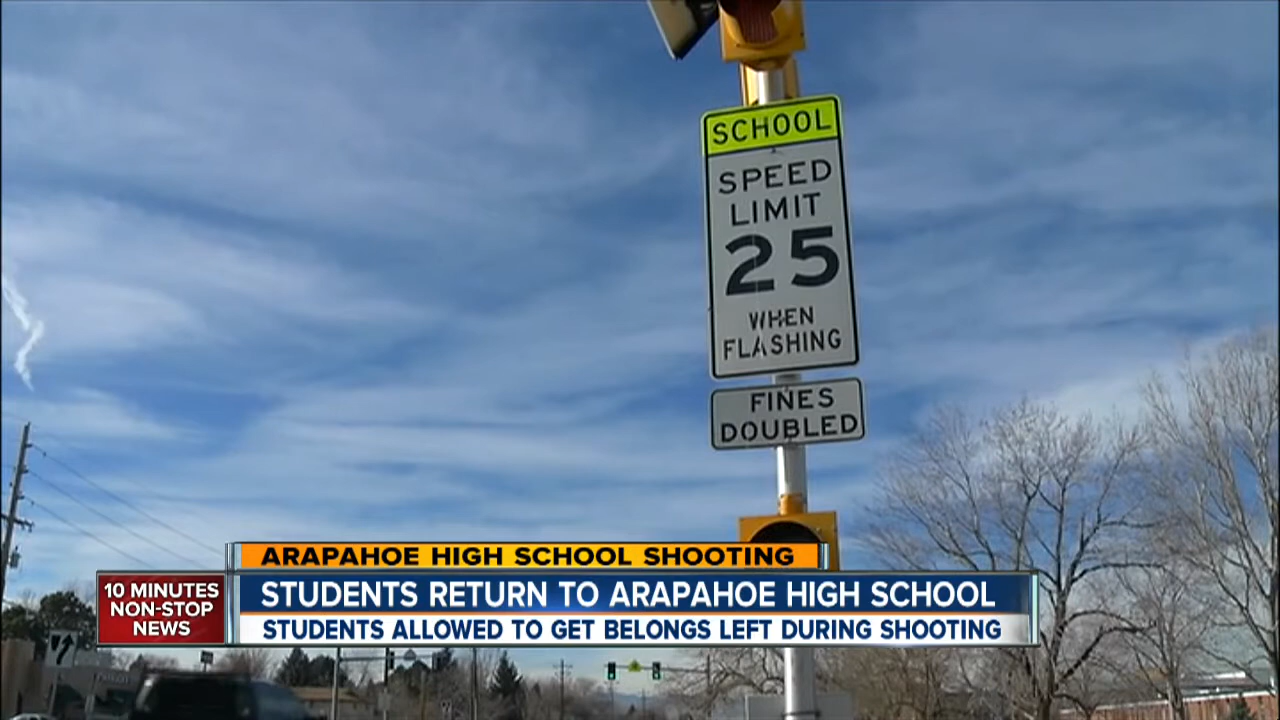 SCHOOL
SPEED
LIMIT
25
WHEN
FLASHING
FINES
DOUBLED
ARAPAHOE HIGH SCHOOL SHOOTING
10 MINUTES
NON-STOP
NEWS
STUDENTS RETURN TO ARAPAHOE HIGH SCHOOL
STUDENTS ALLOWED TO GET BELONGS LEFT DURING SHOOTING